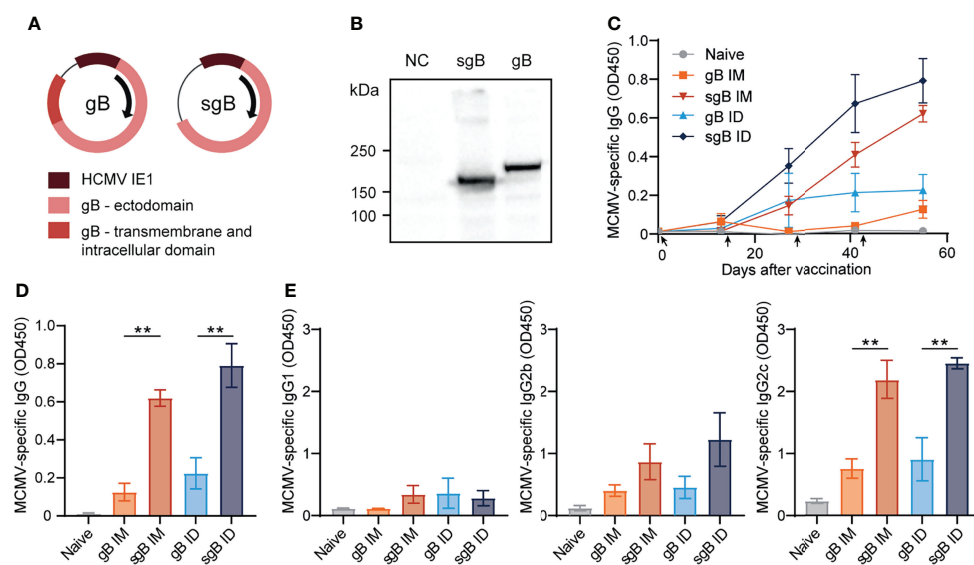 A
gB
sgB
HCMV IE1
gB - ectodomain
gB - transmembrane and
intracellular domain
B
NC sgB gB
kDa
250
150
100
C
MCMV-specific IgG (OD450)
1.0
0.8
0.6
0.4
0.2
0
Naive
gB IM
sgB IM
gB ID
sgB ID
0 20 40 60
Days after vaccination
D
MCMV-specific IgG (OD450)
1.0
0.8
0.6
0.4
0.2
0
** **
Naive gB IM sgB IM gB ID sgB ID
E
MCMV-specific IgG1 (OD450)
3
2
1
0
Naive gB IM sgB IM gB ID sgB ID
MCMV-specific IgG2b (OD450)
3
2
1
0
Naive gB IM sgB IM gB ID sgB ID
MCMV-specific IgG2c (OD450)
3
2
1
0
** **
Naive gB IM sgB IM gB ID sgB ID